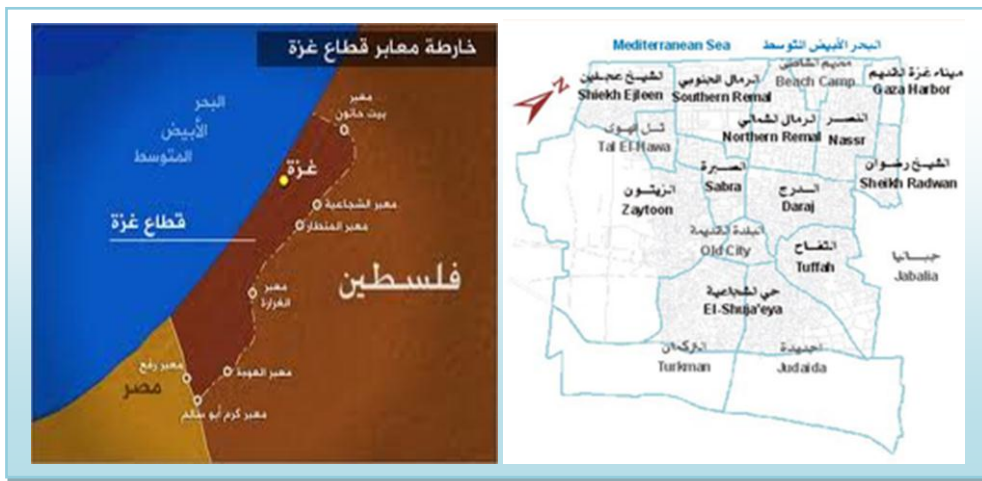 خارطة معابر قطاع غزة
البحر
الأبيض
المتوسط
معبر
بيت حانون
غزة
معبر الشجاعية
معبر المنطار
قطاع غزة
فلسطين
معبر
القرارة
معبر رفح
معبر العودة
مصر
معبر كرم أبو سالم
Mediterranean Sea البحر الأبيض المتوسط
N
الشيخ عجلين
Shiekh Ejleen
الرمال الجنوبي
Southern Remal
مخيم الشاطئ
Beach Camp
ميناء غزة القديم
Gaza Harbor
تل الهوى
Tal El-Hawa
الرمال الشمالي
Northern Remal
النصر
Nassr
الشيخ رضوان
Sheikh Radwan
الصبرة
Sabra
الزيتون
Zaytoon
الدرج
Daraj
البلدة القديمة
Old City
التفاح
Tuffah
جباليا
Jabalia
حي الشجاعية
El-Shuja'eya
التركمان
Turkman
اجديدة
Judaida